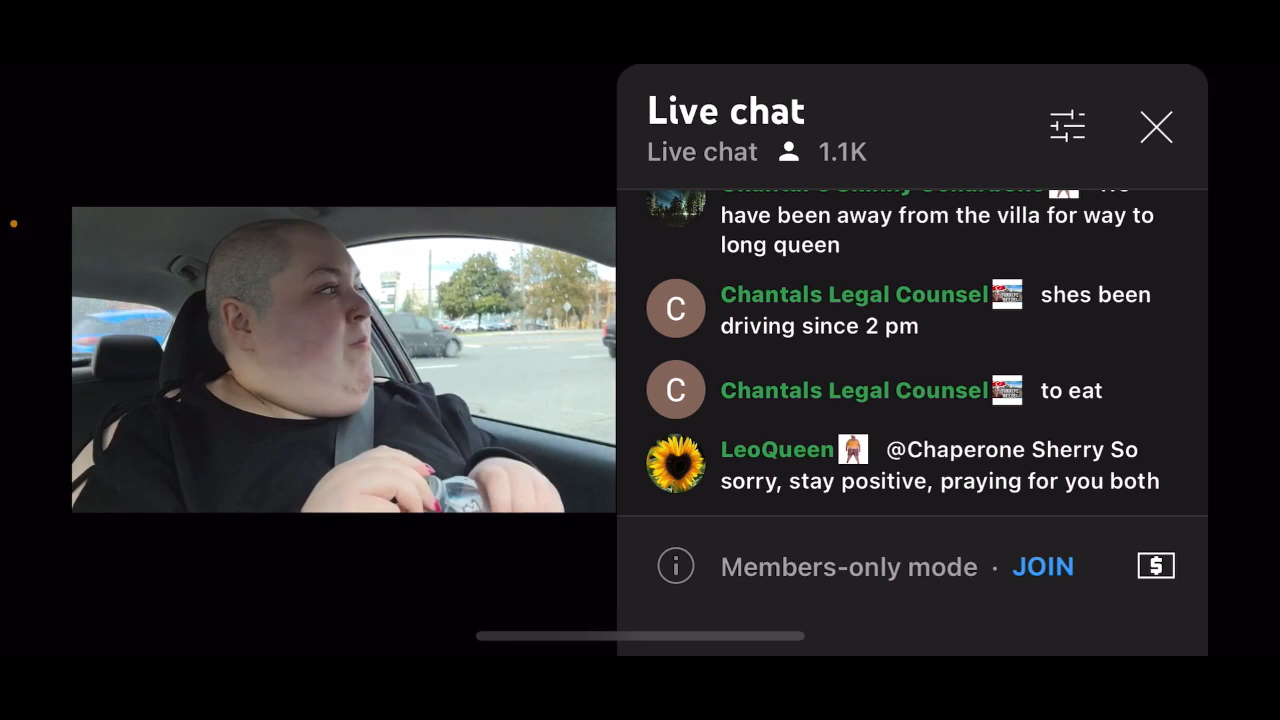 Live chat
Live chat 1.1K
have been away from the villa for way to
long queen
C Chantals Legal Counsel shes been
driving since 2 pm
C Chantals Legal Counsel to eat
LeoQueen @Chaperone Sherry So
sorry, stay positive, praying for you both
Members-only mode · JOIN $